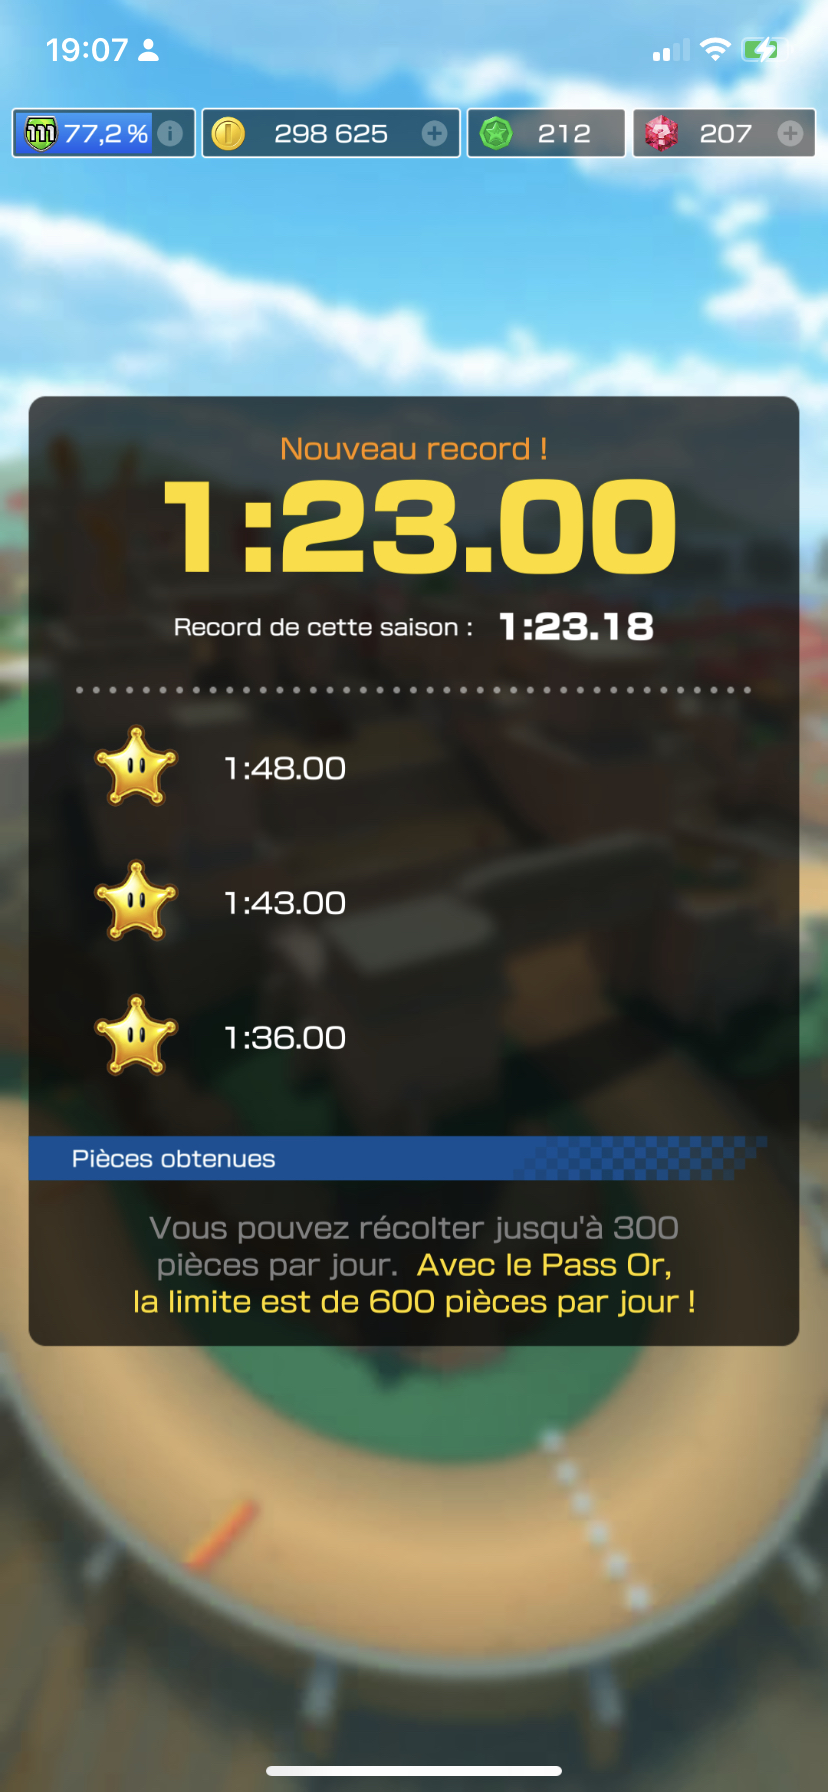 19:07
111 77,2 % i 298 625 + 212 207 +
Nouveau record !
1:23.00
Record de cette saison : 1:23.18
1:48.00
1:43.00
1:36.00
Pièces obtenues
Vous pouvez récolter jusqu'à 300
pièces par jour. Avec le Pass Or,
la limite est de 600 pièces par jour !